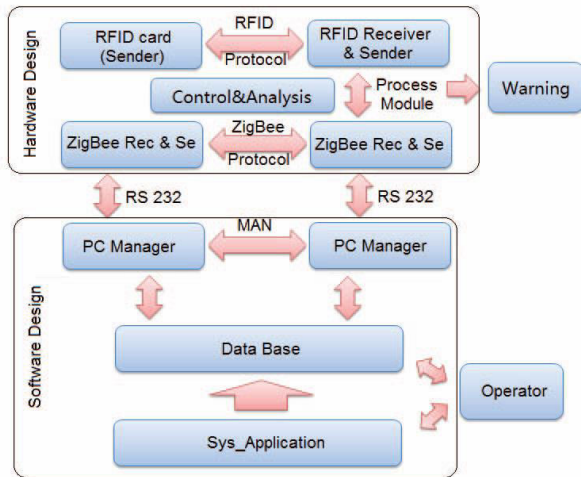 Hardware Design
RFID card
(Sender)
RFID
Protocol
RFID Receiver
& Sender
Control&Analysis
Process
Module
Warning
ZigBee Rec & Se
ZigBee
Protocol
ZigBee Rec & Se
RS 232
RS 232
Software Design
PC Manager
MAN
PC Manager
Data Base
Operator
Sys_Application